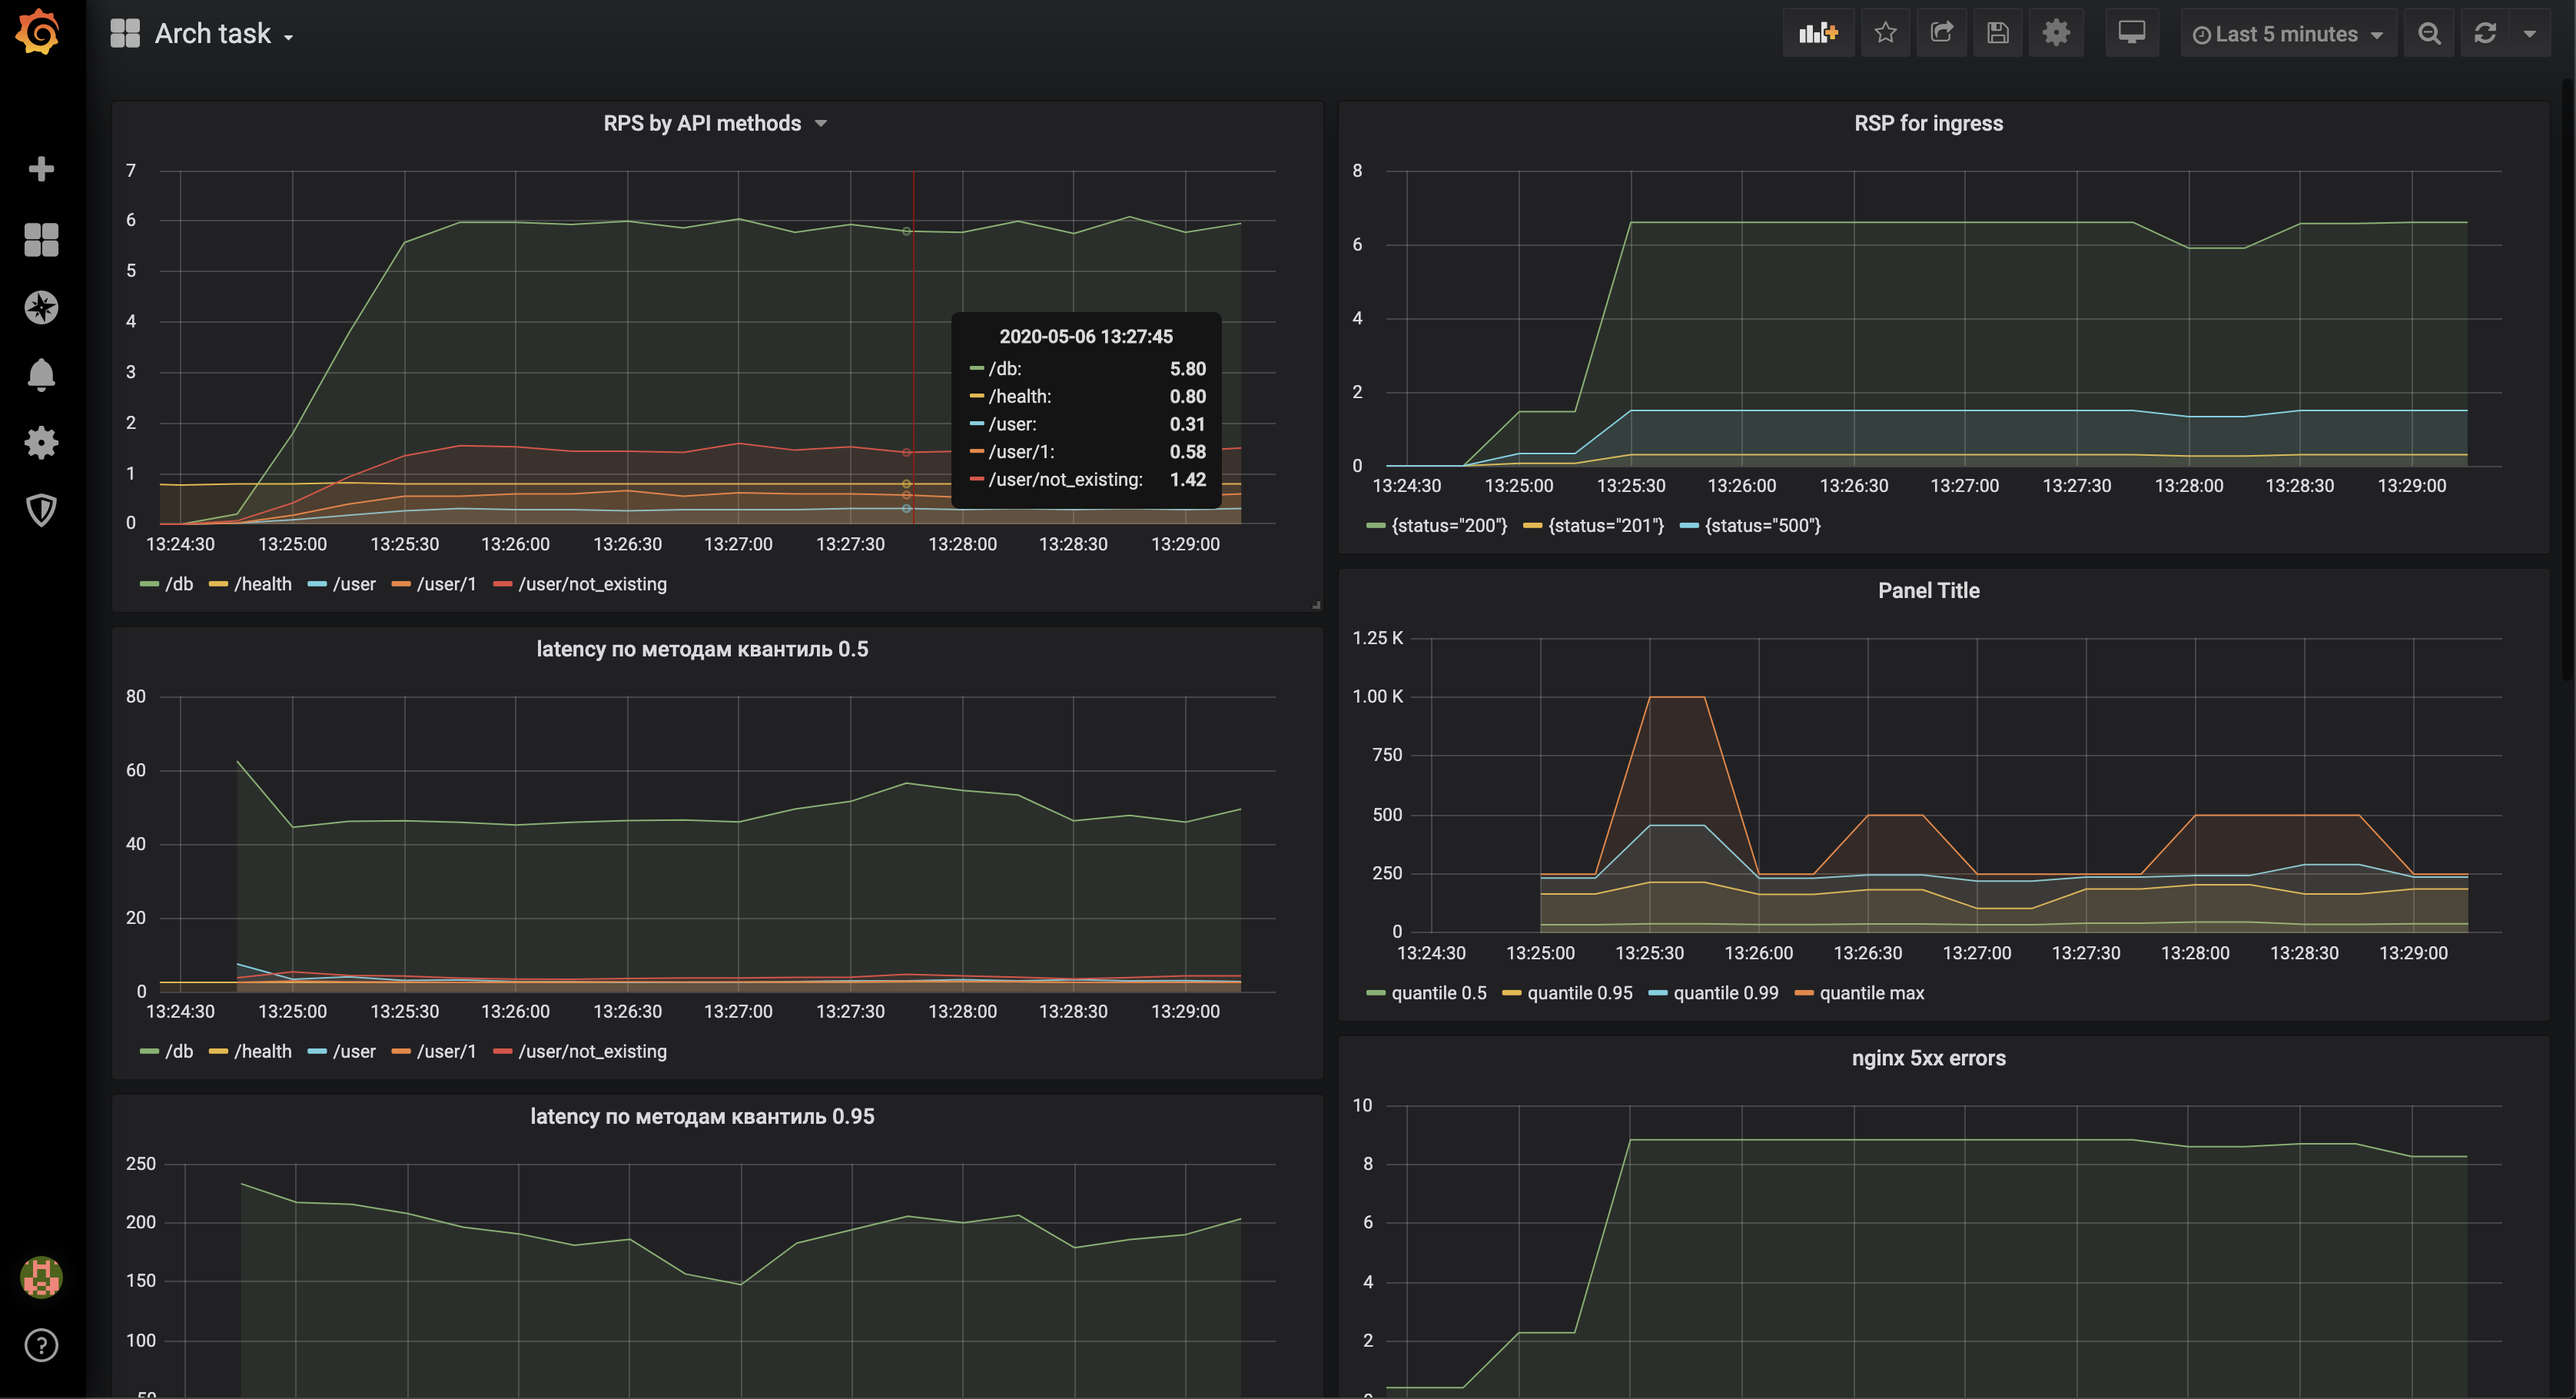 Arch task
Last 5 minutes
RPS by API methods
7
6
5
4
3
2
1
0
13:24:30 13:25:00 13:25:30 13:26:00 13:26:30 13:27:00 13:27:30 13:28:00 13:28:30 13:29:00
2020-05-06 13:27:45
/db: 5.80
/health: 0.80
/user: 0.31
/user/1: 0.58
/user/not_existing: 1.42
/db /health /user /user/1 /user/not_existing
RSP for ingress
8
6
4
2
0
13:24:30 13:25:00 13:25:30 13:26:00 13:26:30 13:27:00 13:27:30 13:28:00 13:28:30 13:29:00
{status="200"} {status="201"} {status="500"}
latency по методам квантиль 0.5
80
60
40
20
0
13:24:30 13:25:00 13:25:30 13:26:00 13:26:30 13:27:00 13:27:30 13:28:00 13:28:30 13:29:00
/db /health /user /user/1 /user/not_existing
Panel Title
1.25 K
1.00 K
750
500
250
0
13:24:30 13:25:00 13:25:30 13:26:00 13:26:30 13:27:00 13:27:30 13:28:00 13:28:30 13:29:00
quantile 0.5 quantile 0.95 quantile 0.99 quantile max
latency по методам квантиль 0.95
250
200
150
100
50
nginx 5xx errors
10
8
6
4
2
0